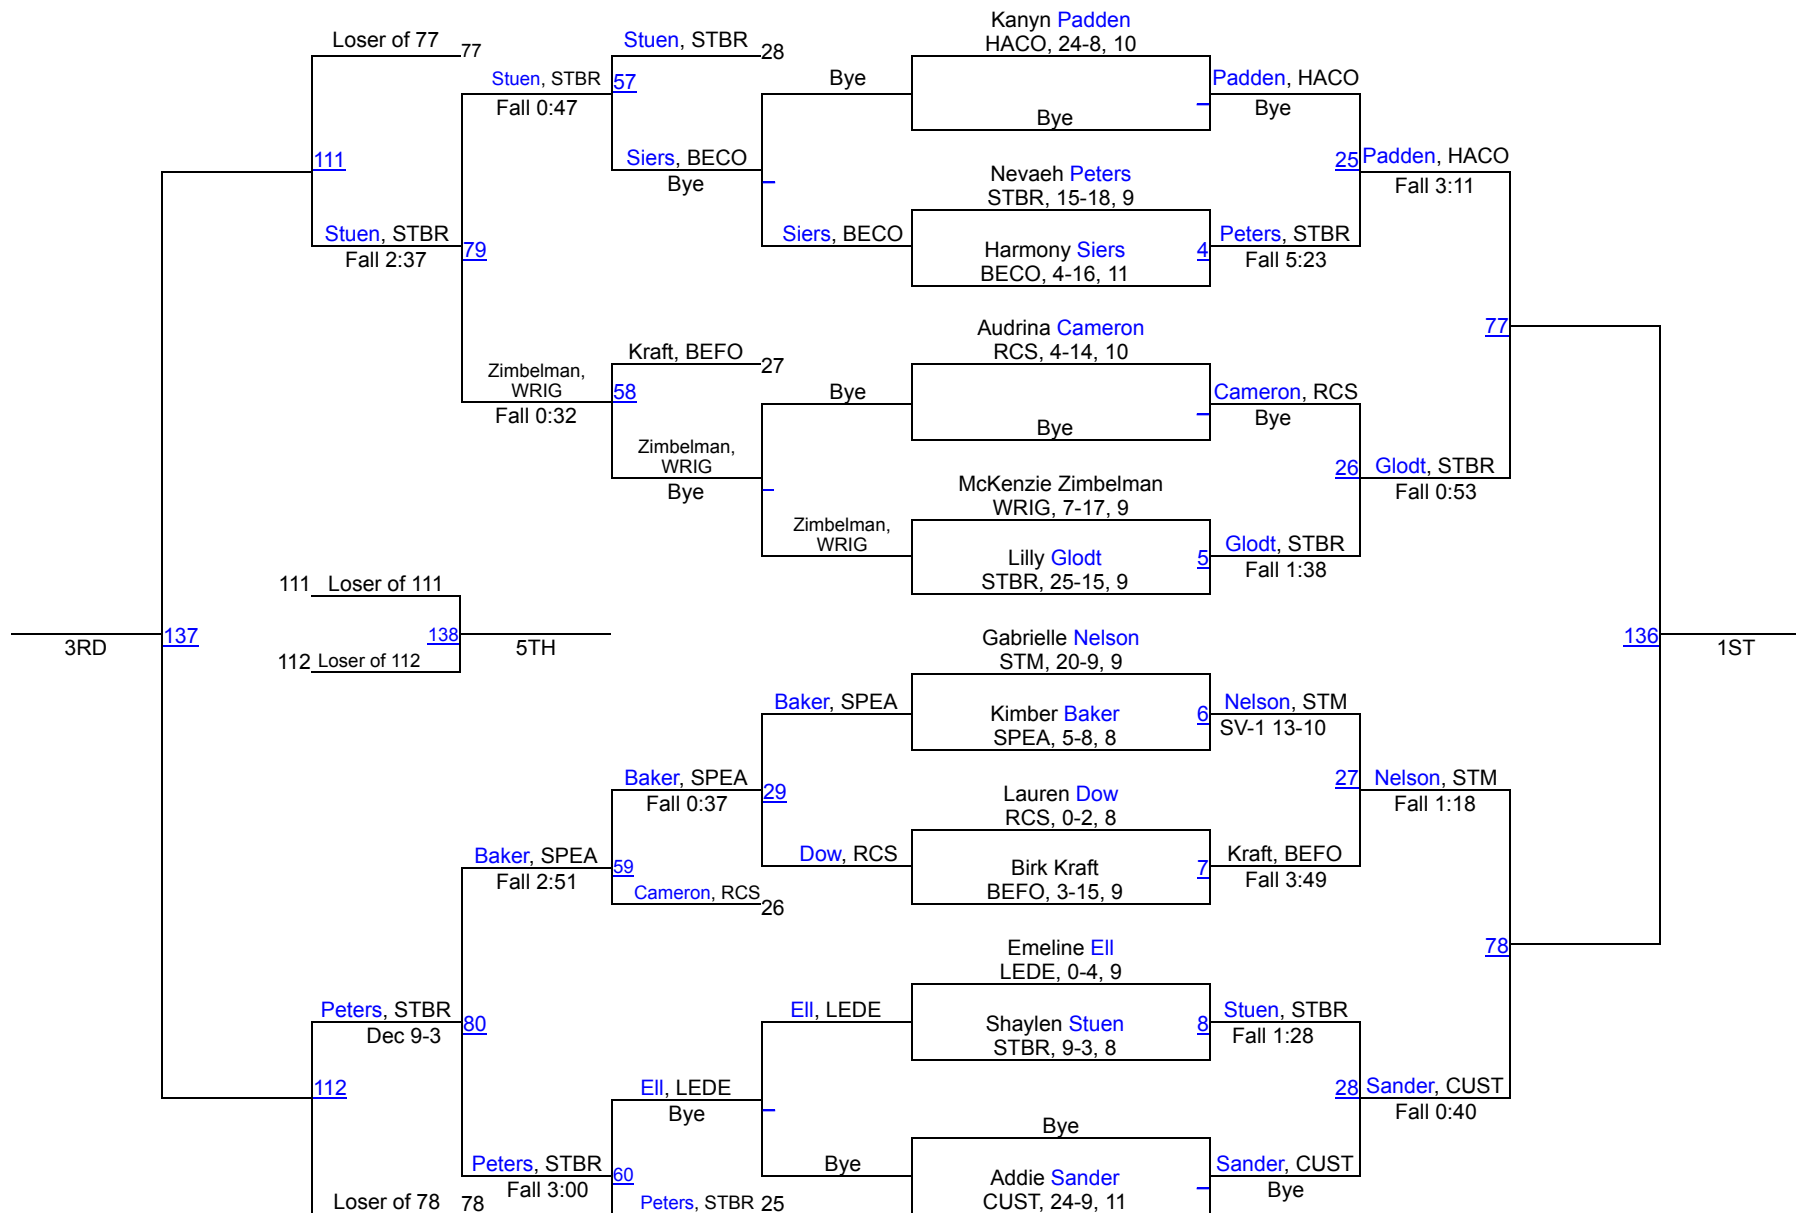 Kanyn Padden
HACO, 24-8, 10
Loser of 77
77
Stuen, STBR
28
Stuen, STBR
57
Fall 0:47
Bye
Padden, HACO
Bye
Bye
111
Siers, BECO
Bye
Nevaeh Peters
STBR, 15-18, 9
25
Padden, HACO
Fall 3:11
Stuen, STBR
79
Fall 2:37
Siers, BECO
Harmony Siers
BECO, 4-16, 11
4
Peters, STBR
Fall 5:23
Audrina Cameron
RCS, 4-14, 10
77
Kraft, BEFO
27
Zimbelman,
WRIG
58
Fall 0:32
Bye
Cameron, RCS
Bye
Bye
Zimbelman,
WRIG
Bye
McKenzie Zimbelman
WRIG, 7-17, 9
26
Glodt, STBR
Fall 0:53
Zimbelman,
WRIG
Lilly Glodt
STBR, 25-15, 9
5
Glodt, STBR
Fall 1:38
111
Loser of 111
3RD
137
138
5TH
112
Loser of 112
Gabrielle Nelson
STM, 20-9, 9
136
1ST
Baker, SPEA
Kimber Baker
SPEA, 5-8, 8
6
Nelson, STM
SV-1 13-10
Baker, SPEA
Fall 0:37
29
Lauren Dow
RCS, 0-2, 8
27
Nelson, STM
Fall 1:18
Baker, SPEA
Fall 2:51
59
Dow, RCS
Birk Kraft
BEFO, 3-15, 9
7
Kraft, BEFO
Fall 3:49
Cameron, RCS
26
Emeline Ell
LEDE, 0-4, 9
78
Peters, STBR
Dec 9-3
80
Ell, LEDE
Shaylen Stuen
STBR, 9-3, 8
8
Stuen, STBR
Fall 1:28
112
Ell, LEDE
Bye
28
Sander, CUST
Fall 0:40
Bye
Peters, STBR
Fall 3:00
60
Bye
Addie Sander
CUST, 24-9, 11
Sander, CUST
Bye
Loser of 78
78
Peters, STBR
25